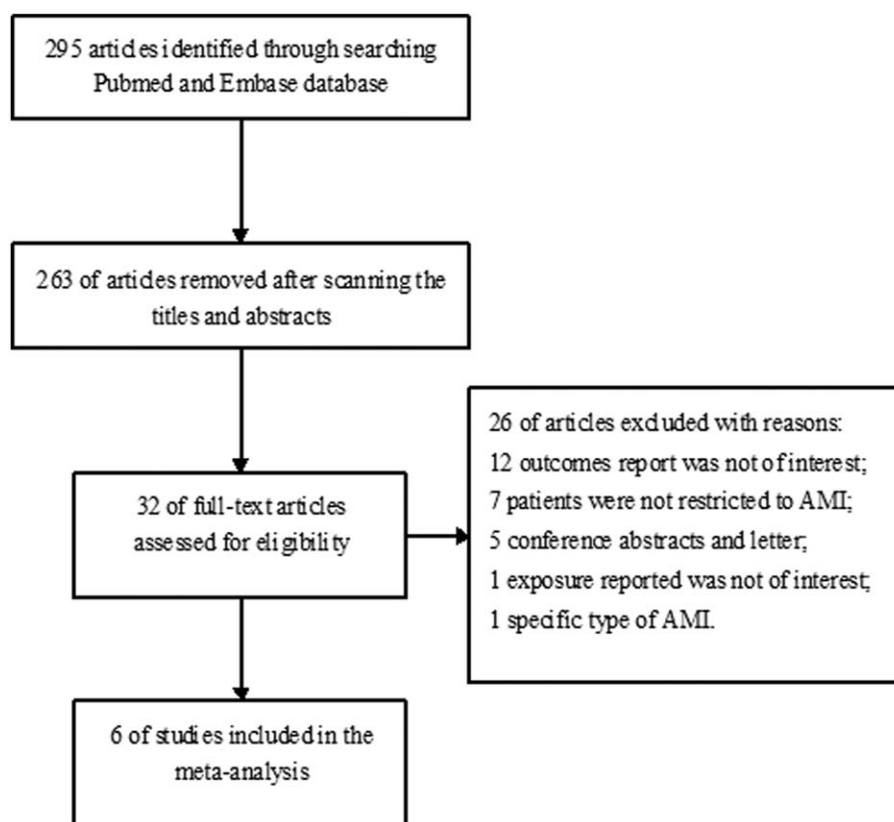 295 articles identified through searching
Pubmed and Embase database
263 of articles removed after scanning the
titles and abstracts
32 of full-text articles
assessed for eligibility
26 of articles excluded with reasons:
12 outcomes report was not of interest;
7 patients were not restricted to AMI;
5 conference abstracts and letter;
1 exposure reported was not of interest;
1 specific type of AMI.
6 of studies included in the
meta-analysis